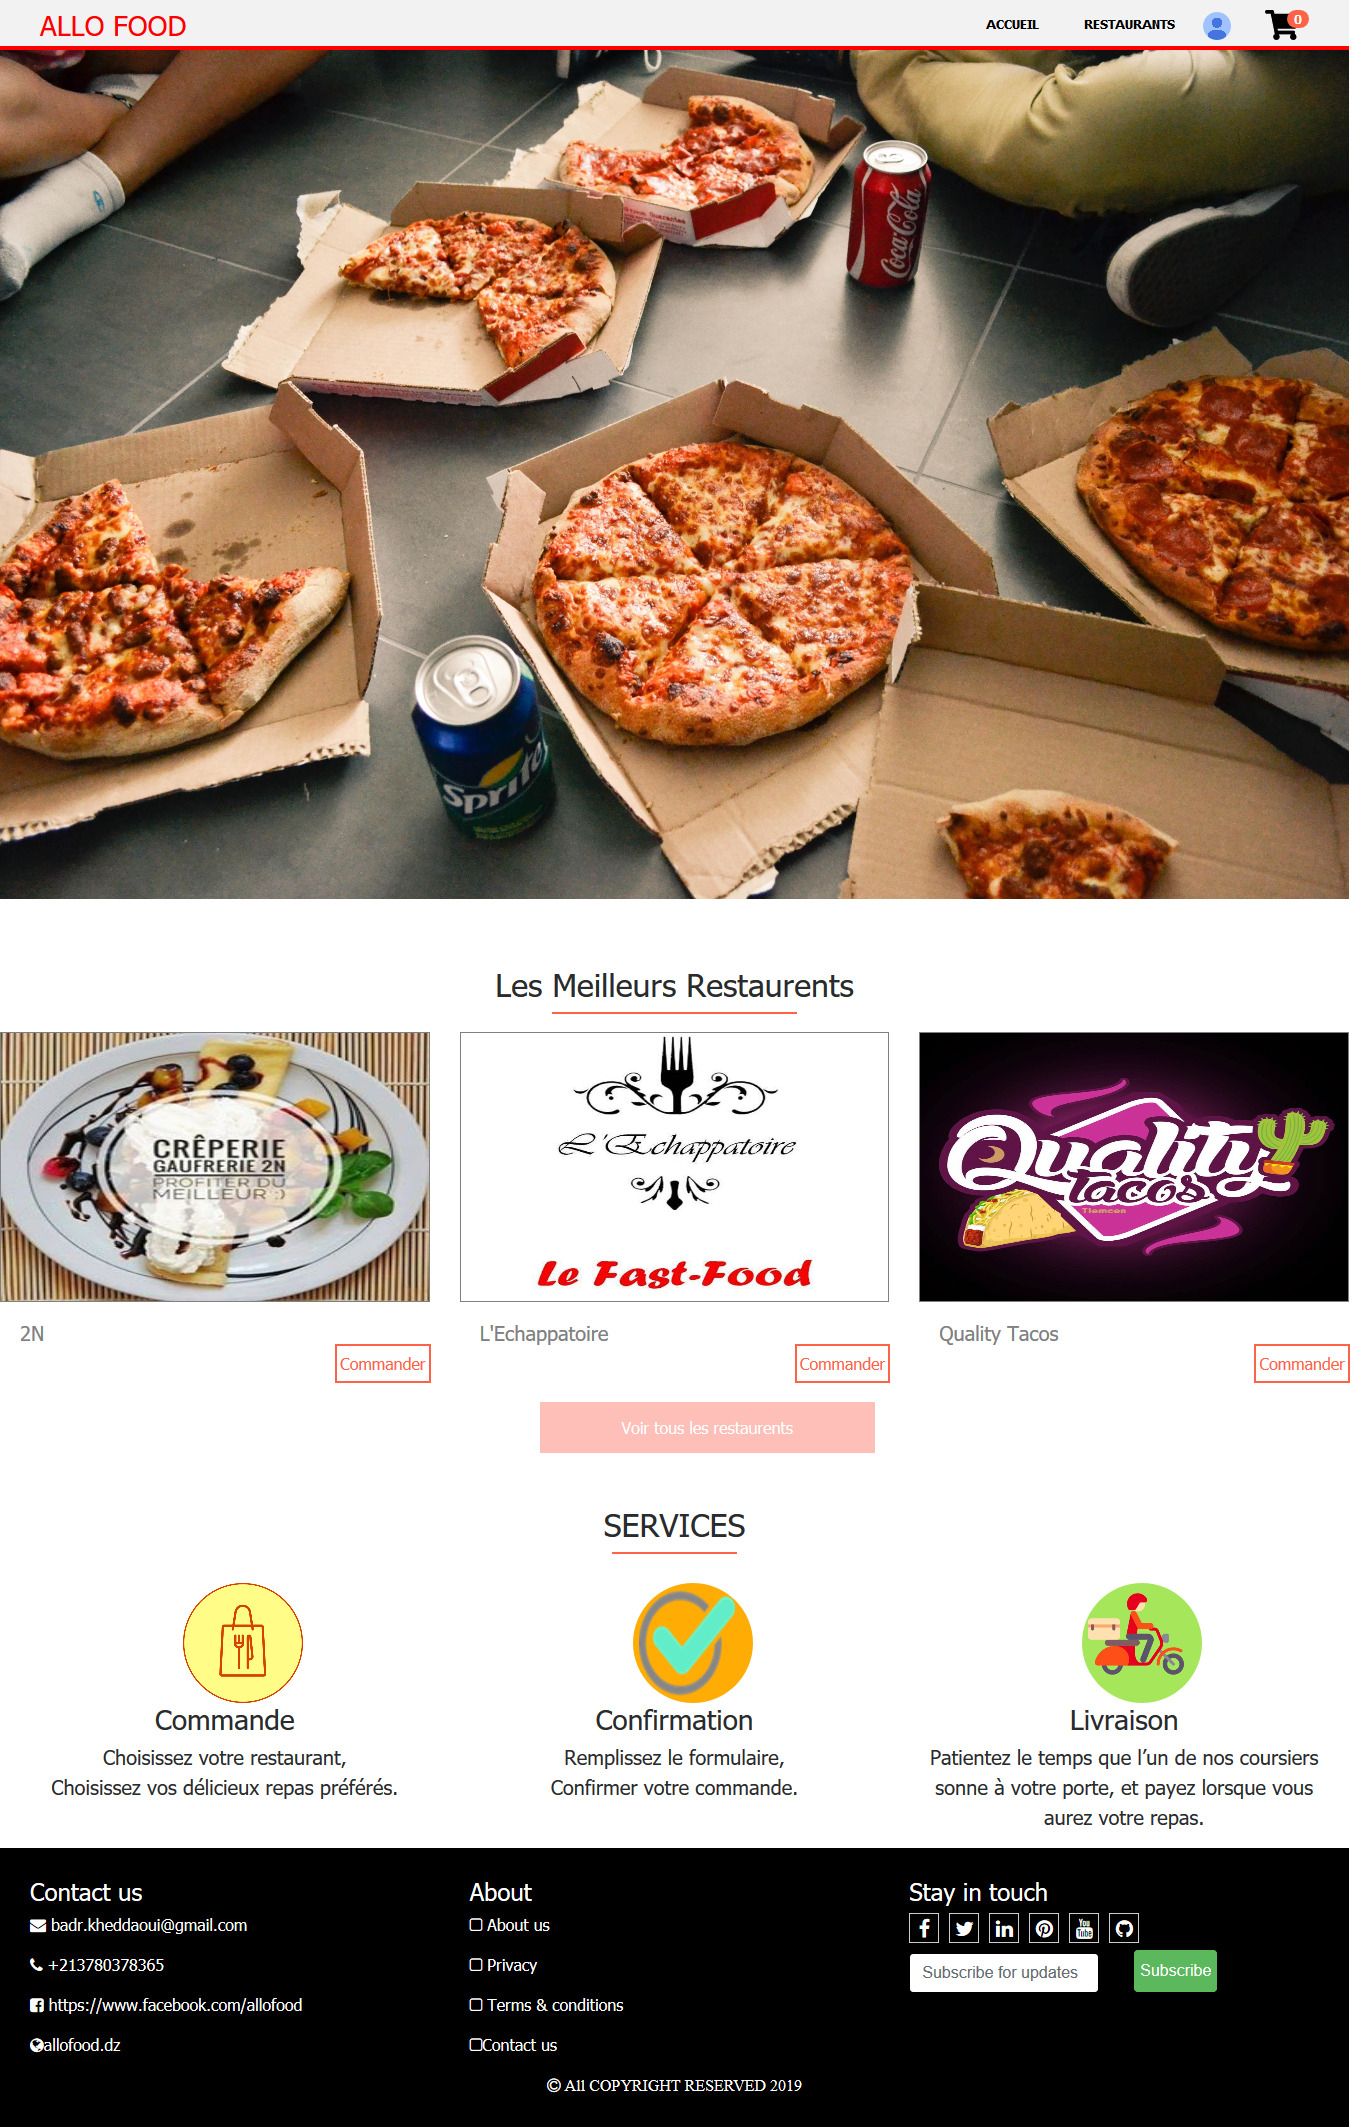 ALLO FOOD
ACCUEIL
RESTAURANTS
0
Coca-Cola
Sprite
Les Meilleurs Restaurents
CRÊPERIE
GAUFRERIE 2N
PROFITER DU
MEILLEUR :)
L'Echappatoire
Le Fast-Food
Quality
tacos
Tlemcen
2N
Commander
L'Echappatoire
Commander
Quality Tacos
Commander
Voir tous les restaurents
SERVICES
Commande
Choisissez votre restaurant,
Choisissez vos délicieux repas préférés.
Confirmation
Remplissez le formulaire,
Confirmer votre commande.
Livraison
Patientez le temps que l’un de nos coursiers
sonne à votre porte, et payez lorsque vous
aurez votre repas.
Contact us
badr.kheddaoui@gmail.com
+213780378365
https://www.facebook.com/allofood
allofood.dz
About
About us
Privacy
Terms & conditions
Contact us
Stay in touch
You
Tube
Subscribe for updates
Subscribe
© All COPYRIGHT RESERVED 2019